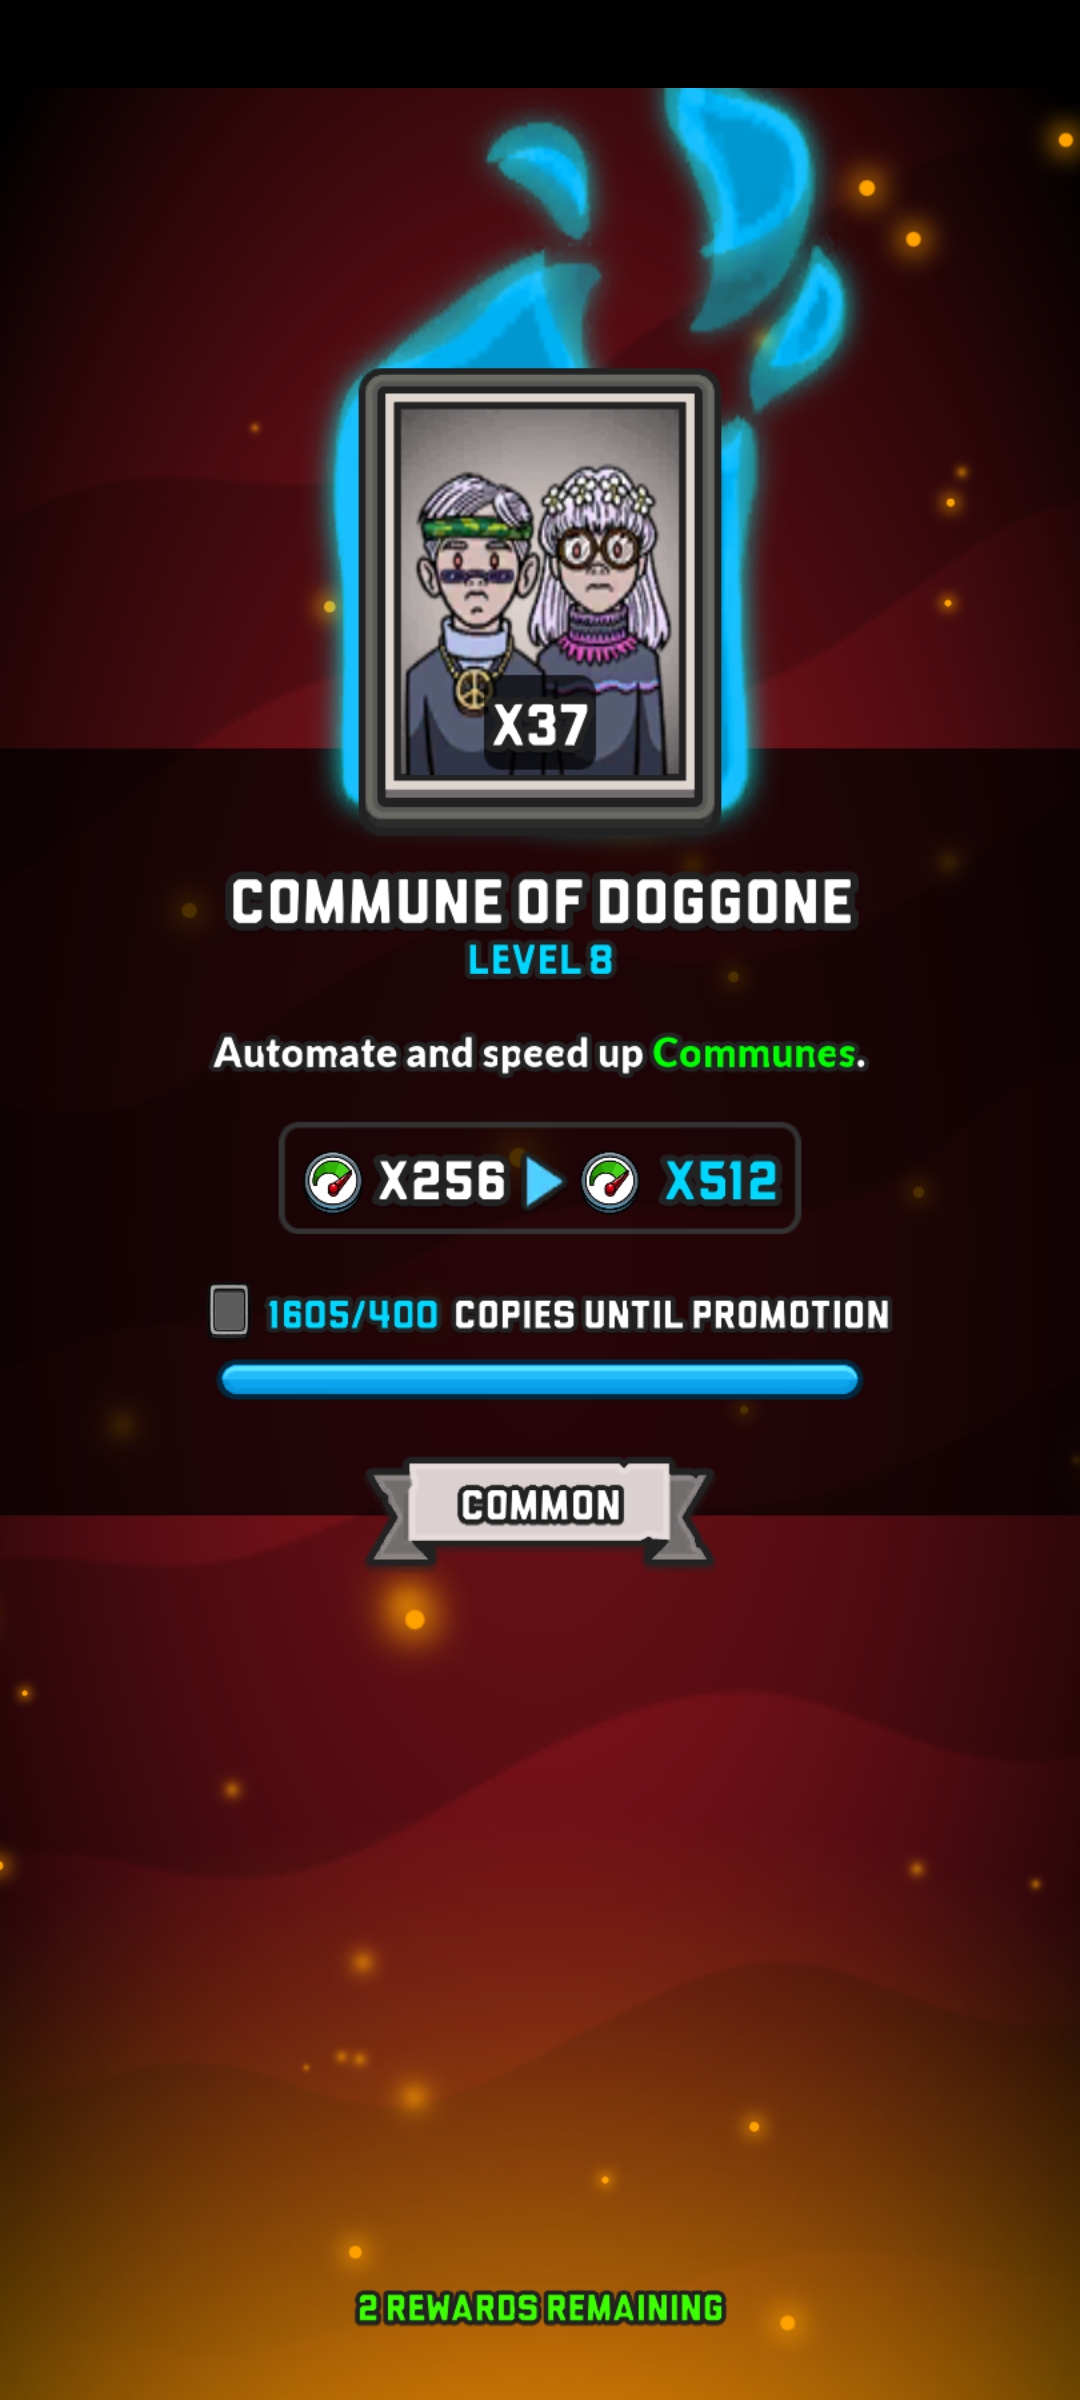 X37
COMMUNE OF DOGGONE
LEVEL 8
Automate and speed up Communes.
X256 X512
1605/400 COPIES UNTIL PROMOTION
COMMON
2 REWARDS REMAINING